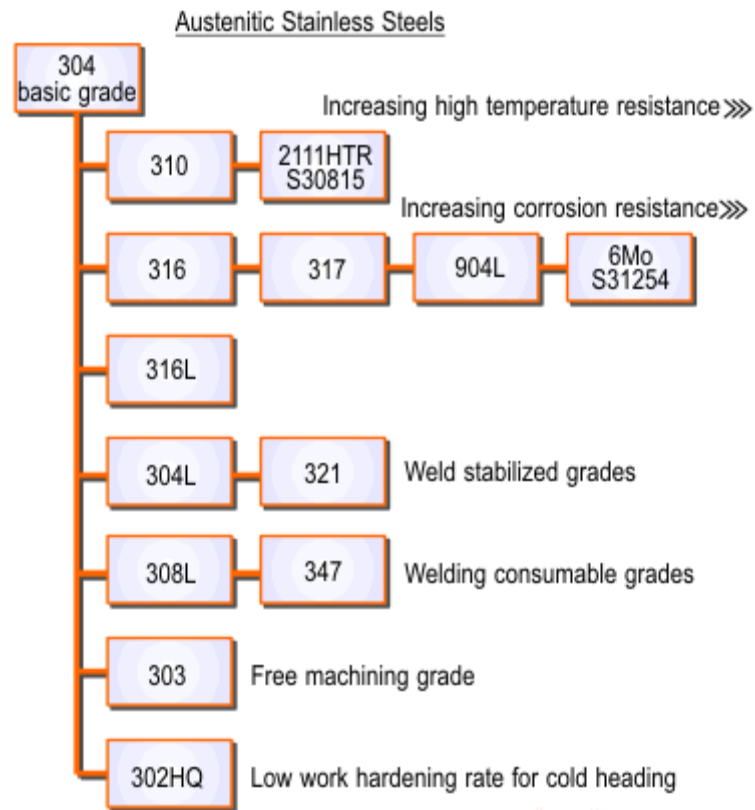 Austenitic Stainless Steels
304
basic grade
Increasing high temperature resistance >>>
310
2111HTR
S30815
Increasing corrosion resistance>>>
316
317
904L
6Mo
S31254
316L
304L
321
Weld stabilized grades
308L
347
Welding consumable grades
303
Free machining grade
302HQ
Low work hardening rate for cold heading